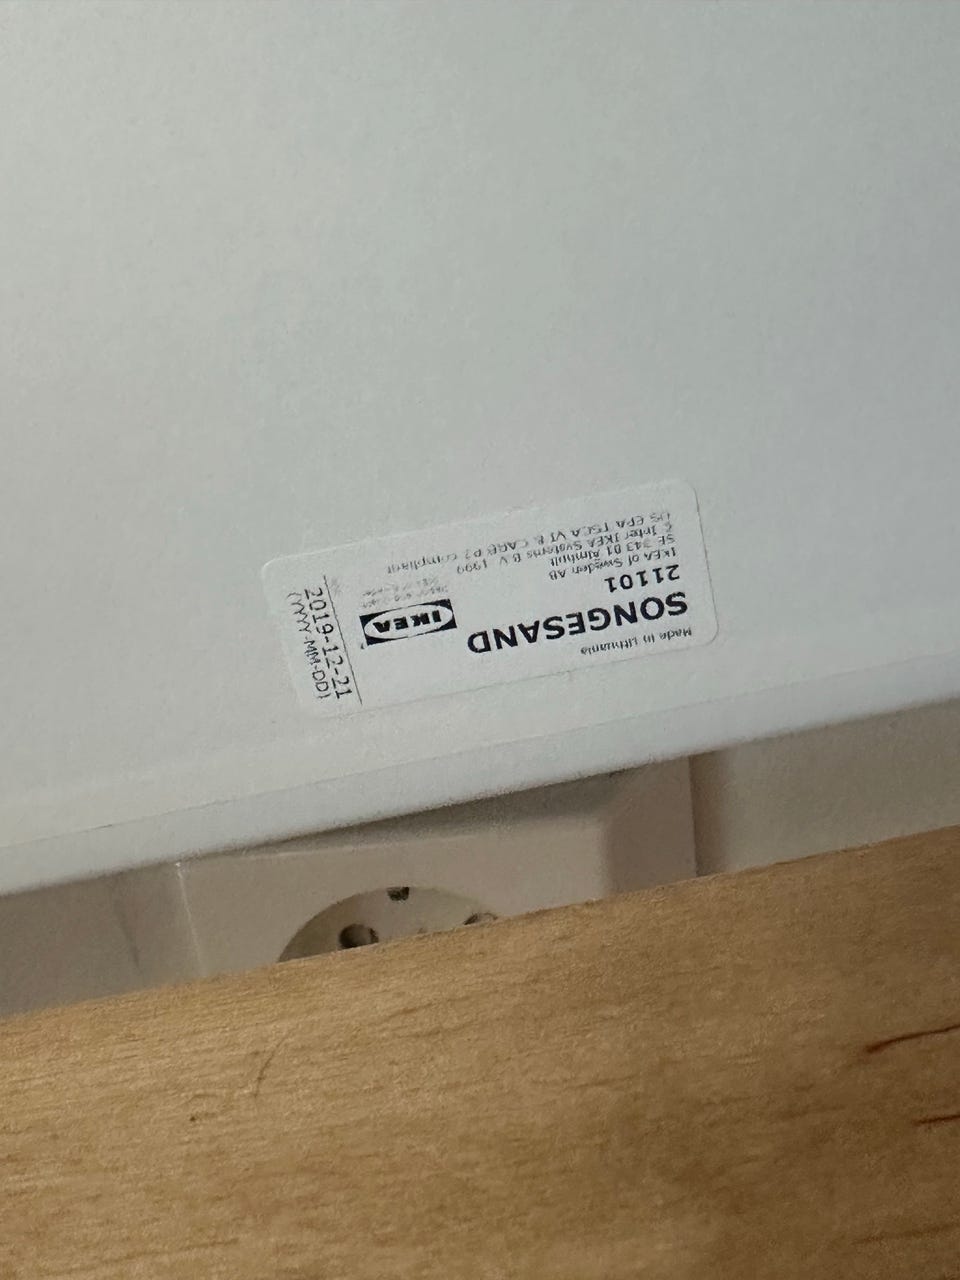 Made in Lithuania
SONGESAND
21101
IKEA of Sweden AB
SE 343 81 Älmhult
© Inter IKEA Systems B.V. 1999
US EPA TSCA VI & CARB P2 compliant
IKEA
2019-12-21
(YYYY-MM-DD)